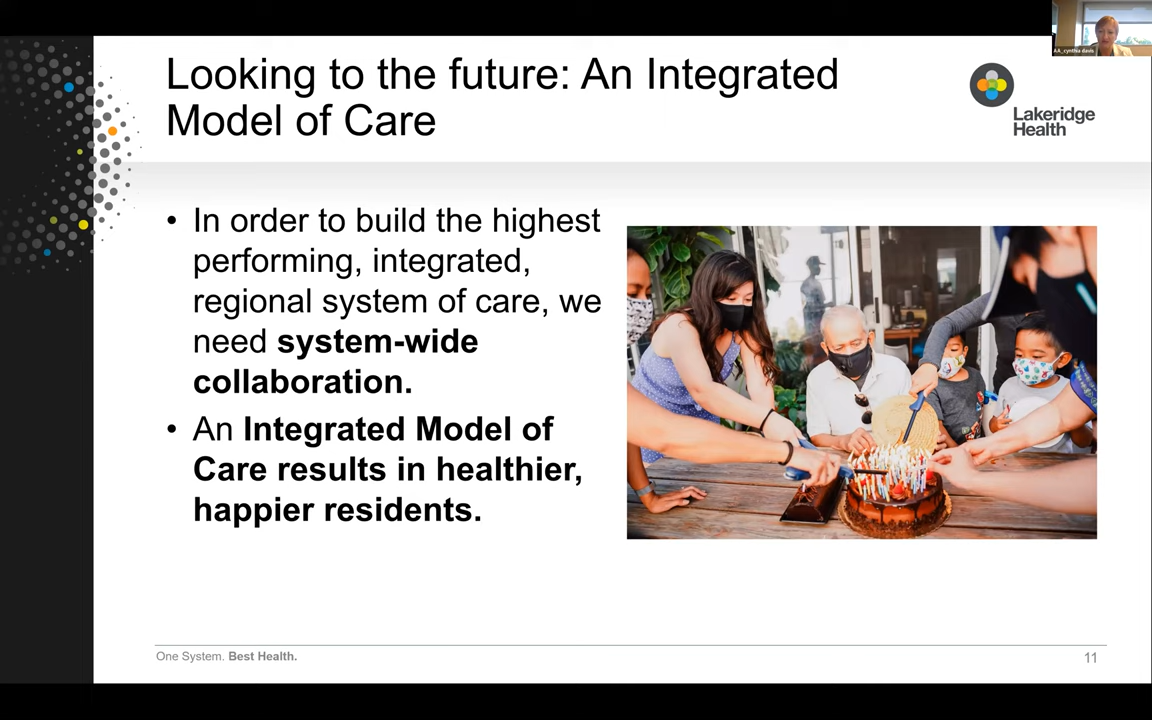 AA_cynthia davis
Looking to the future: An Integrated
Model of Care
Lakeridge
Health
• In order to build the highest
performing, integrated,
regional system of care, we
need system-wide
collaboration.
• An Integrated Model of
Care results in healthier,
happier residents.
One System. Best Health.
11